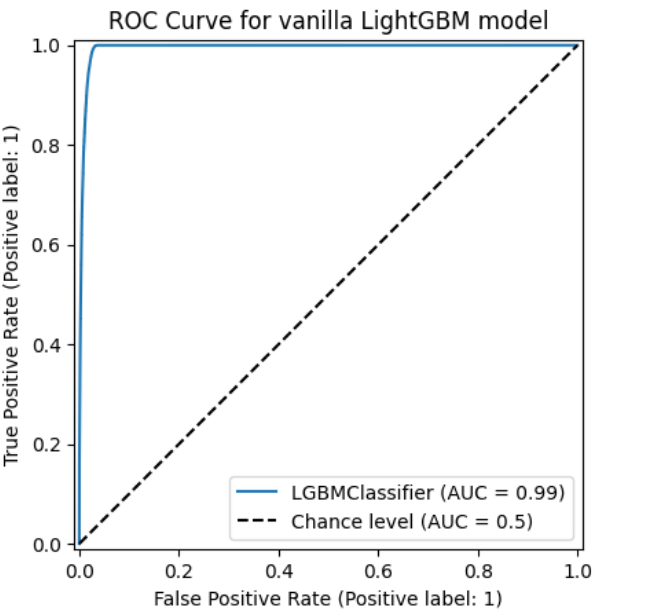 ROC Curve for vanilla LightGBM model
1.0
0.8
0.6
0.4
0.2
0.0
True Positive Rate (Positive label: 1)
LGBMClassifier (AUC = 0.99)
Chance level (AUC = 0.5)
0.0 0.2 0.4 0.6 0.8 1.0
False Positive Rate (Positive label: 1)